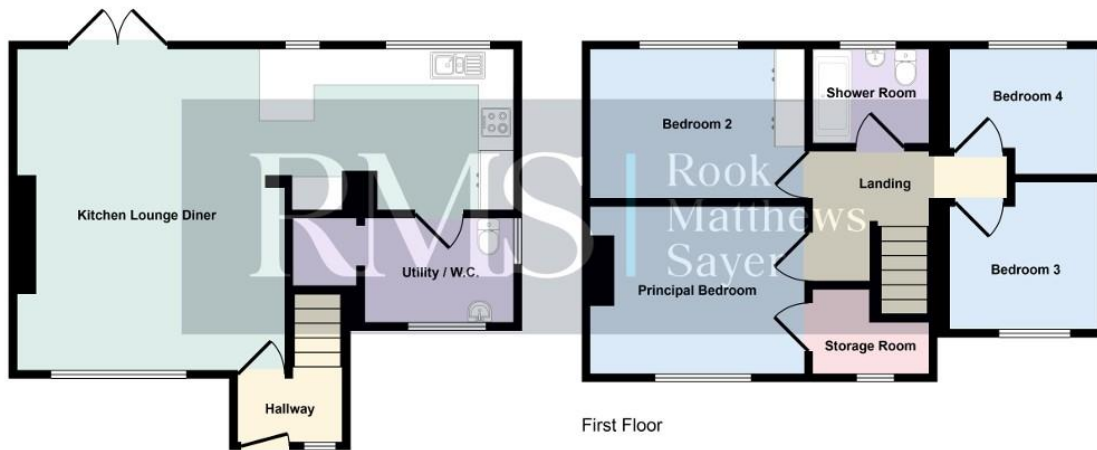 Kitchen Lounge Diner
Utility / W.C.
Hallway
Bedroom 2
Shower Room
Bedroom 4
Landing
Principal Bedroom
Bedroom 3
Storage Room
First Floor
RMS
Rook
Matthews
Sayer